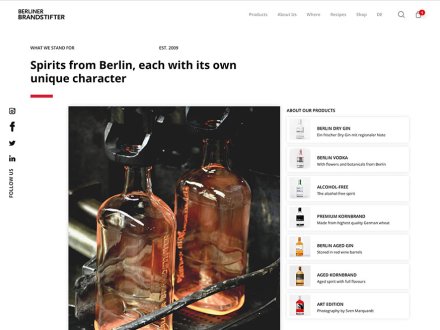 BERLINER
BRANDSTIFTER
Products About Us Where Recipes Shop DE
WHAT WE STAND FOR EST. 2009
Spirits from Berlin, each with its own
unique character
FOLLOW US
ABOUT OUR PRODUCTS
BERLIN DRY GIN
Ein frischer Dry Gin mit regionaler Note
BERLIN VODKA
With flowers and botanicals from Berlin
ALCOHOL-FREE
The alcohol-free spirit
PREMIUM KORNBRAND
Made from highest quality German wheat
BERLIN AGED GIN
Stored in red wine barrels
AGED KORNBRAND
Aged spirit with full flavours
ART EDITION
Photography by Sven Marquardt